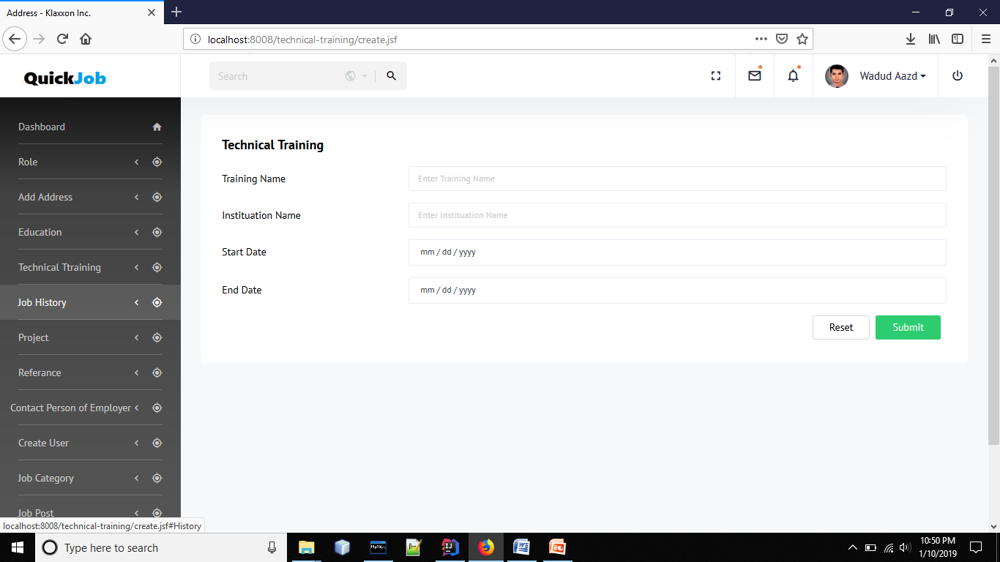 Address - Klaxxon Inc.
localhost:8008/technical-training/create.jsf
QuickJob
Search
Wadud Aazd
Dashboard
Role
Add Address
Education
Technical Ttraining
Job History
Project
Referance
Contact Person of Employer
Create User
Job Category
Job Post
Technical Training
Training Name
Enter Training Name
Instituation Name
Enter Instituation Name
Start Date
mm / dd / yyyy
End Date
mm / dd / yyyy
Reset
Submit
localhost:8008/technical-training/create.jsf#History
Type here to search
MySQL
10:50 PM
1/10/2019